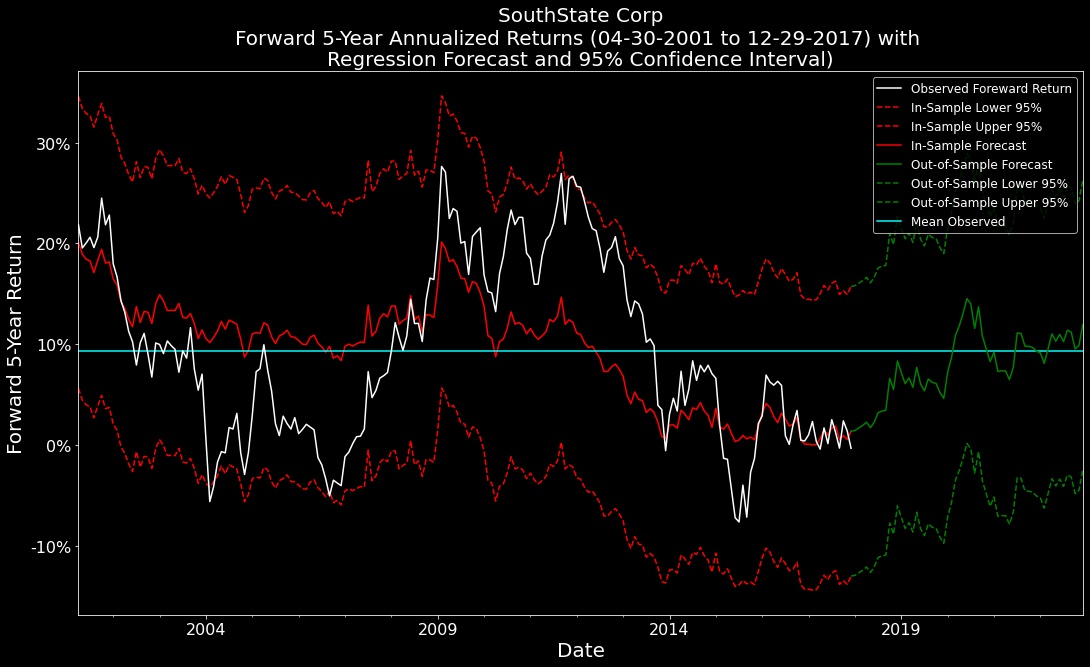 SouthState Corp
Forward 5-Year Annualized Returns (04-30-2001 to 12-29-2017) with
Regression Forecast and 95% Confidence Interval)
Observed Foreward Return
In-Sample Lower 95%
In-Sample Upper 95%
In-Sample Forecast
Out-of-Sample Forecast
Out-of-Sample Lower 95%
Out-of-Sample Upper 95%
Mean Observed
Forward 5-Year Return
30%
20%
10%
0%
-10%
2004
2009
2014
2019
Date